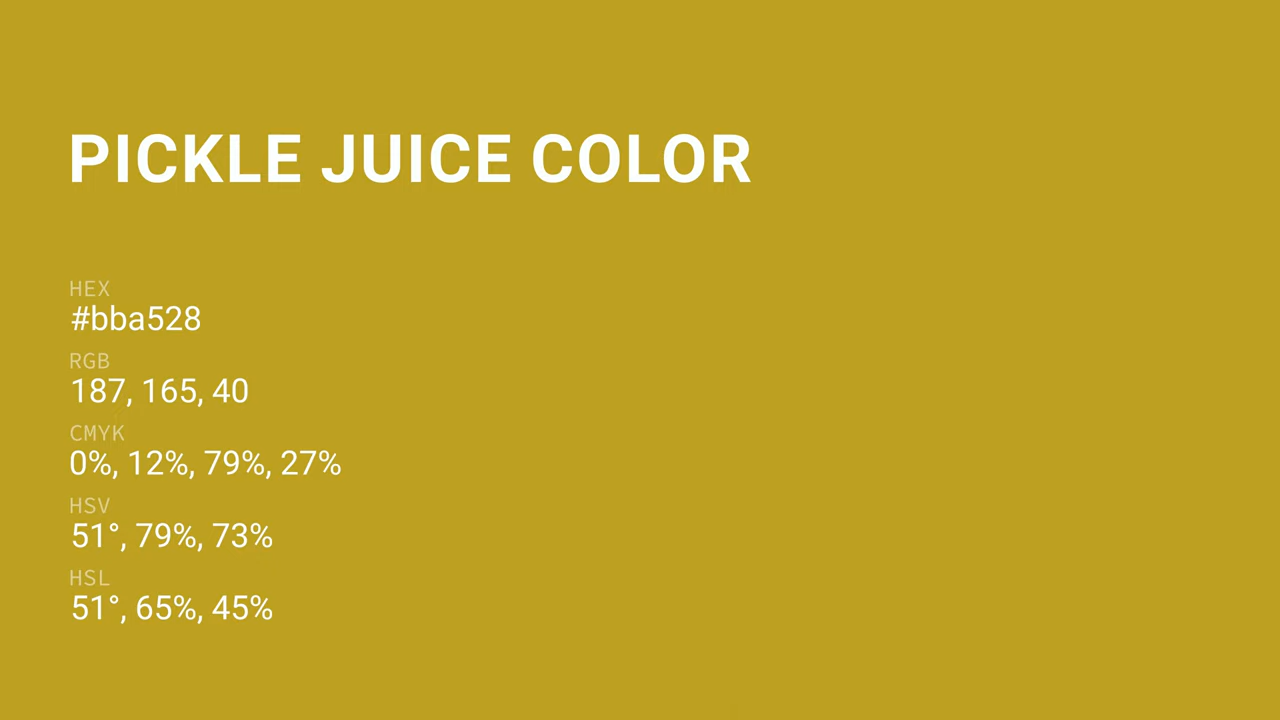 PICKLE JUICE COLOR
HEX
#bba528
RGB
187, 165, 40
CMYK
0%, 12%, 79%, 27%
HSV
51°, 79%, 73%
HSL
51°, 65%, 45%